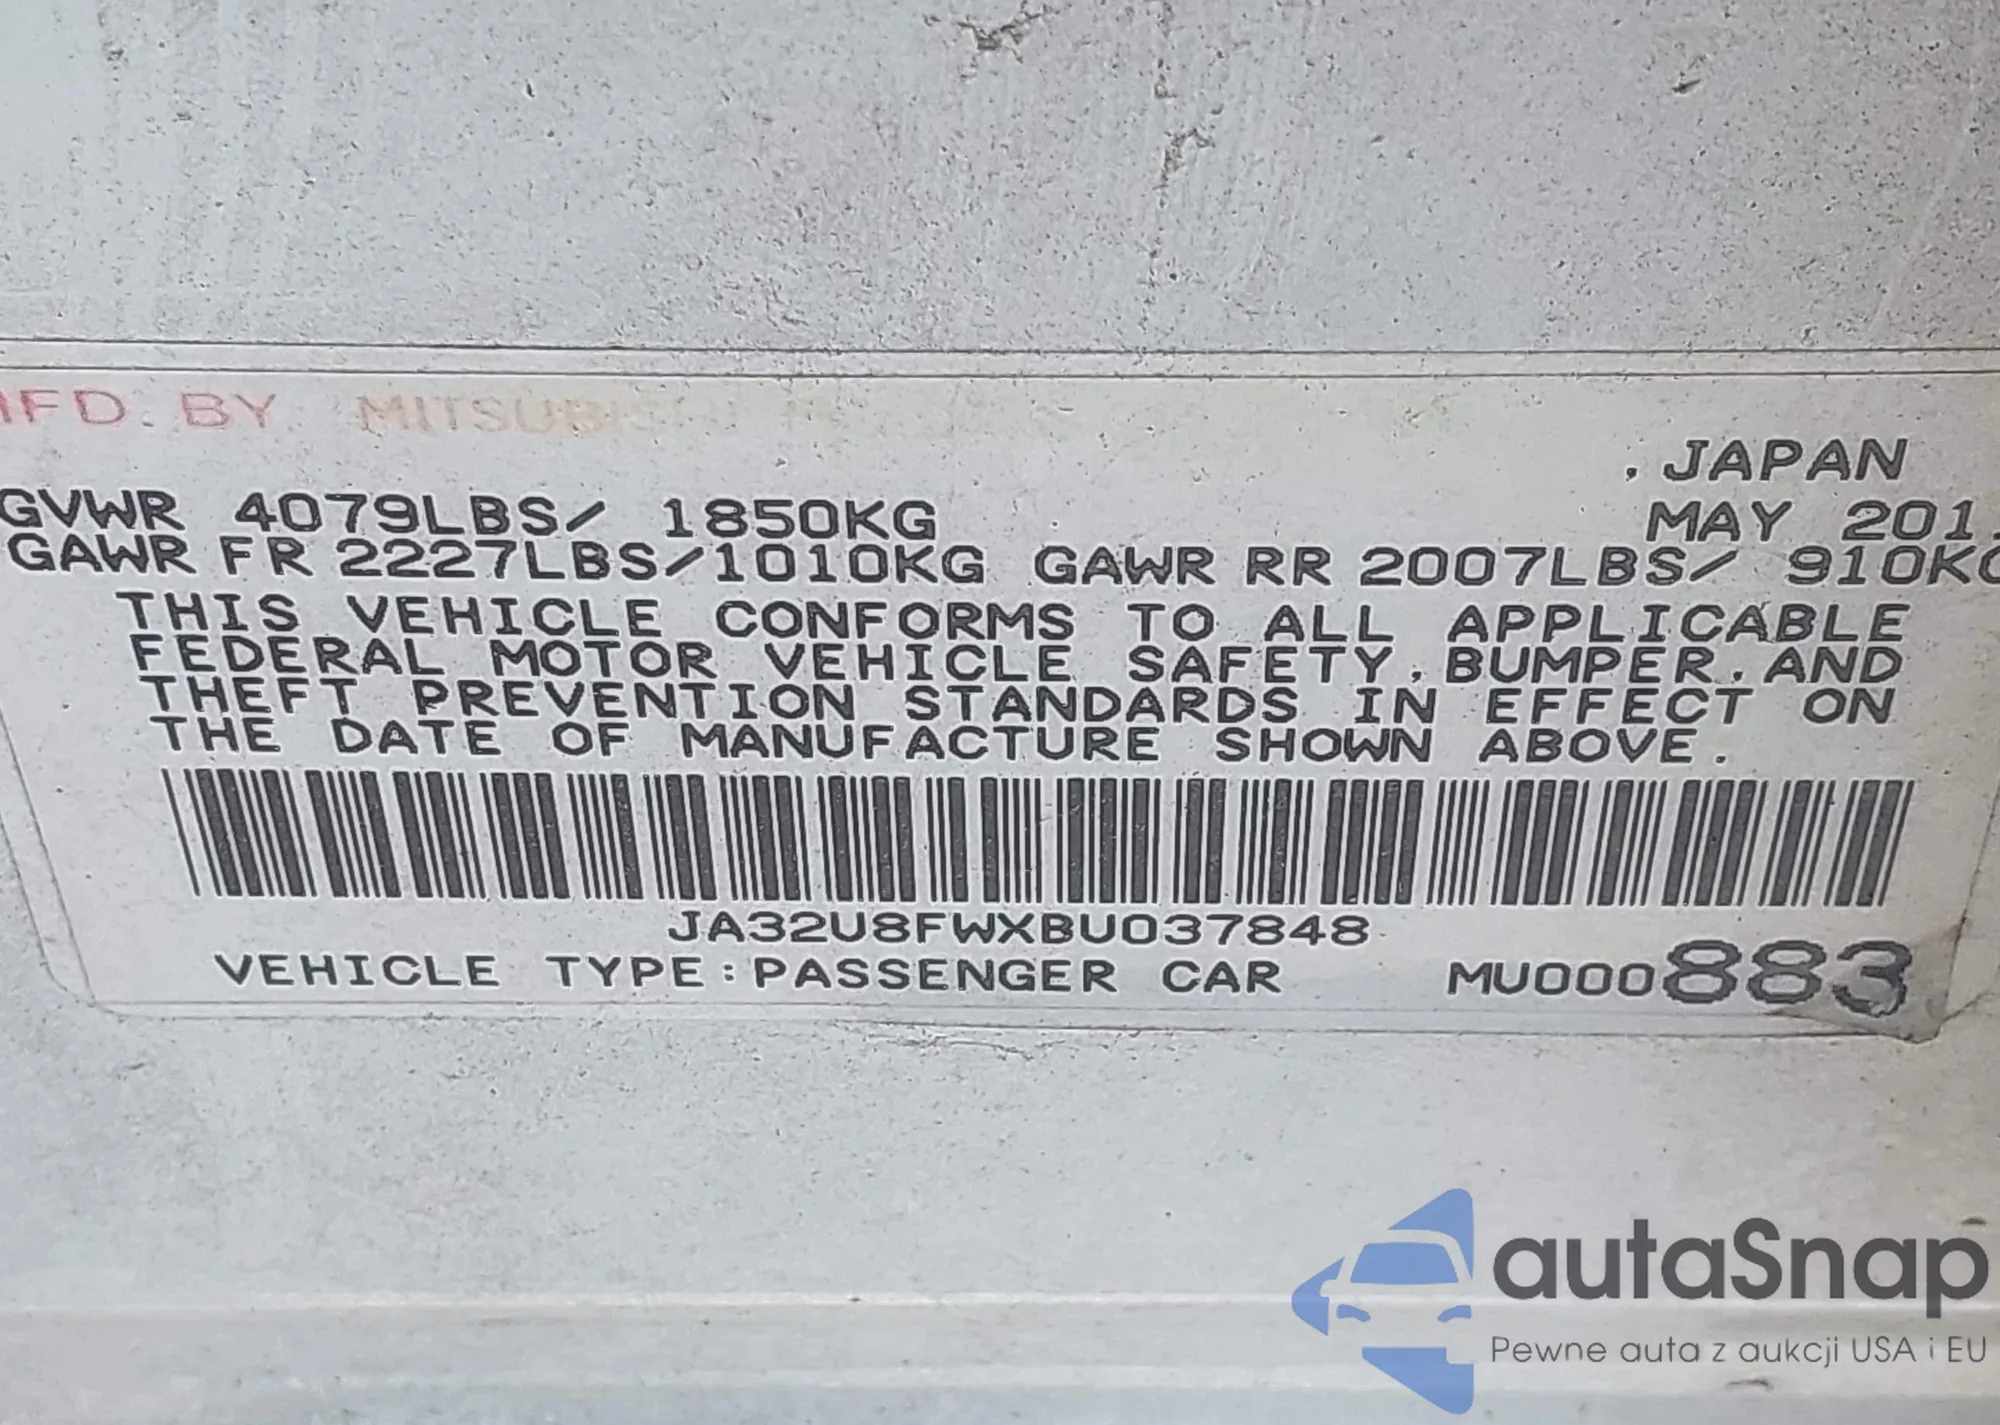 MFD. BY MITSUBISHI
, JAPAN
GVWR 4079LBS/ 1850KG MAY 201
GAWR FR 2227LBS/1010KG GAWR RR 2007LBS/ 910KG
THIS VEHICLE CONFORMS TO ALL APPLICABLE
FEDERAL MOTOR VEHICLE SAFETY, BUMPER, AND
THEFT PREVENTION STANDARDS IN EFFECT ON
THE DATE OF MANUFACTURE SHOWN ABOVE.
JA32U8FWXBU037848
VEHICLE TYPE:PASSENGER CAR MU000883
autaSnap
Pewne auta z aukcji USA i EU